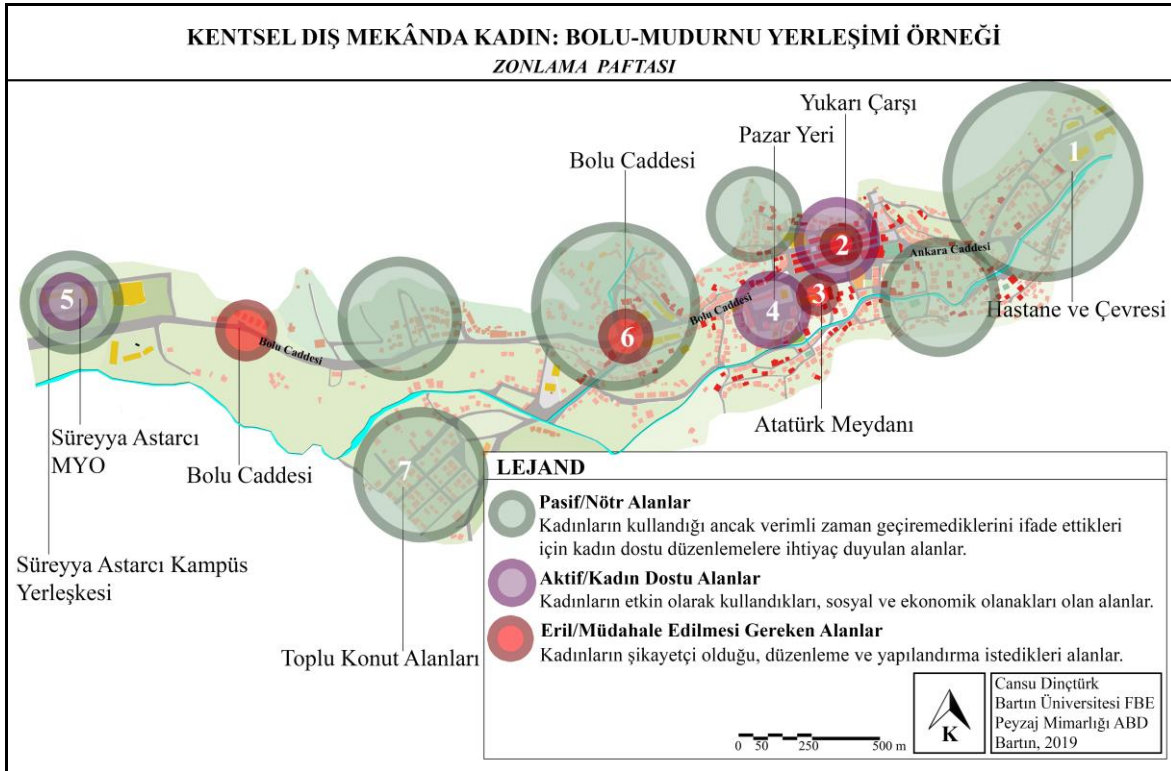 KENTSEL DIŞ MEKÂNDA KADIN: BOLU-MUDURNU YERLEŞİMİ ÖRNEĞİ
ZONLAMA PAFTASI
Yukarı Çarşı
Pazar Yeri
Bolu Caddesi
1
2
Ankara Caddesi
3
4
5
6
Bolu Caddesi
Bolu Caddesi
Hastane ve Çevresi
Atatürk Meydanı
Süreyya Astarcı
MYO
Bolu Caddesi
7
Süreyya Astarcı Kampüs
Yerleşkesi
Toplu Konut Alanları
LEJAND
Pasif/Nötr Alanlar
Kadınların kullandığı ancak verimli zaman geçiremediklerini ifade ettikleri
için kadın dostu düzenlemelere ihtiyaç duyulan alanlar.
Aktif/Kadın Dostu Alanlar
Kadınların etkin olarak kullandıkları, sosyal ve ekonomik olanakları olan alanlar.
Eril/Müdahale Edilmesi Gereken Alanlar
Kadınların şikayetçi olduğu, düzenleme ve yapılandırma istedikleri alanlar.
0 50 250 500 m
K
Cansu Dinçtürk
Bartın Üniversitesi FBE
Peyzaj Mimarlığı ABD
Bartın, 2019